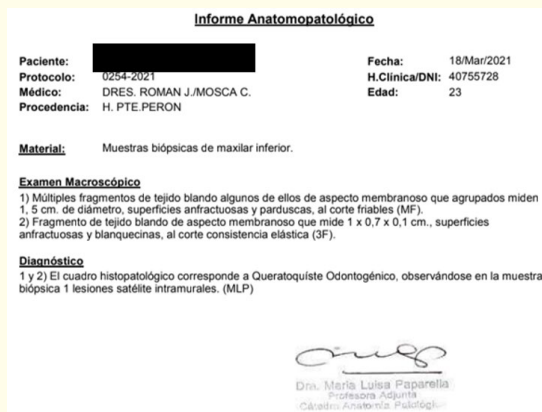 Informe Anatomopatológico
Paciente:
Fecha: 18/Mar/2021
Protocolo: 0254-2021
H.Clínica/DNI: 40755728
Médico: DRES. ROMAN J./MOSCA C.
Edad: 23
Procedencia: H. PTE.PERON
Material: Muestras biópsicas de maxilar inferior.
Examen Macroscópico
1) Múltiples fragmentos de tejido blando algunos de ellos de aspecto membranoso que agrupados miden
1, 5 cm. de diámetro, superficies anfractuosas y parduscas, al corte friables (MF).
2) Fragmento de tejido blando de aspecto membranoso que mide 1 x 0,7 x 0,1 cm., superficies
anfractuosas y blanquecinas, al corte consistencia elástica (3F).
Diagnóstico
1 y 2) El cuadro histopatológico corresponde a Queratoquíste Odontogénico, observándose en la muestra
biópsica 1 lesiones satélite intramurales. (MLP)
Dra. María Luisa Paparella
Profesora Adjunta
Cátedra Anatomía Patológi